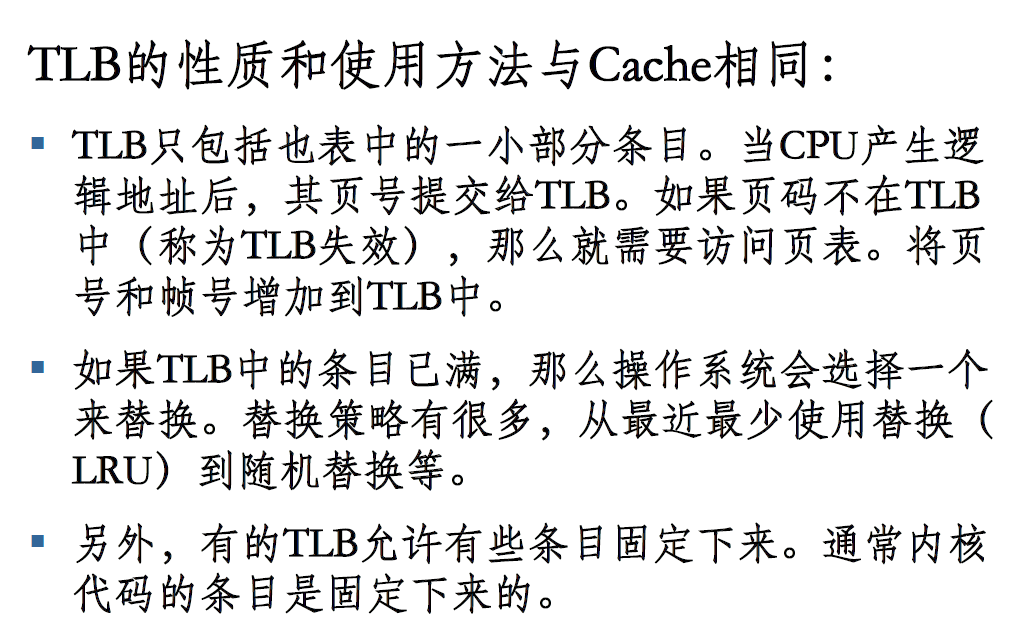 TLB的性质和使用方法与Cache相同：
TLB只包括也表中的一小部分条目。当CPU产生逻
辑地址后，其页号提交给TLB。如果页码不在TLB
中（称为TLB失效），那么就需要访问页表。将页
号和帧号增加到TLB中。
如果TLB中的条目已满，那么操作系统会选择一个
来替换。替换策略有很多，从最近最少使用替换（
LRU）到随机替换等。
另外，有的TLB允许有些条目固定下来。通常内核
代码的条目是固定下来的。